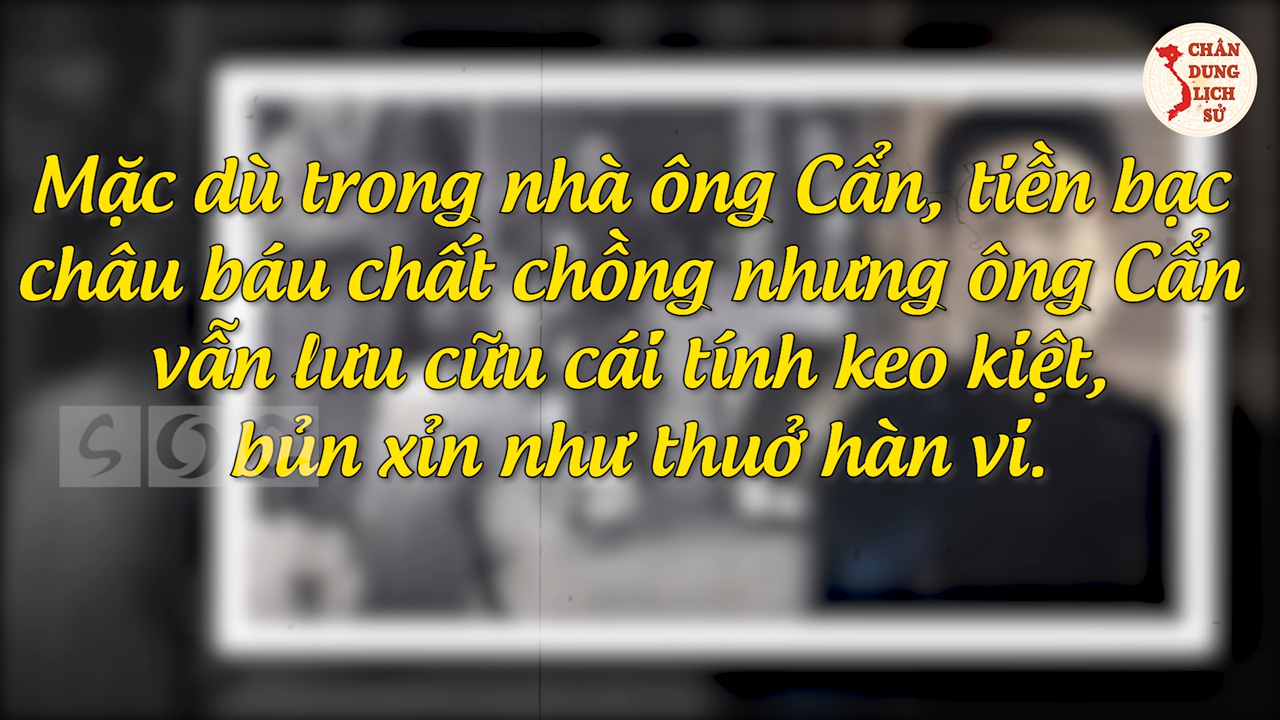 CHÂN
DUNG
LỊCH
SỬ
Mặc dù trong nhà ông Cẩn, tiền bạc
châu báu chất chồng nhưng ông Cẩn
vẫn lưu cữu cái tính keo kiệt,
bủn xỉn như thuở hàn vi.